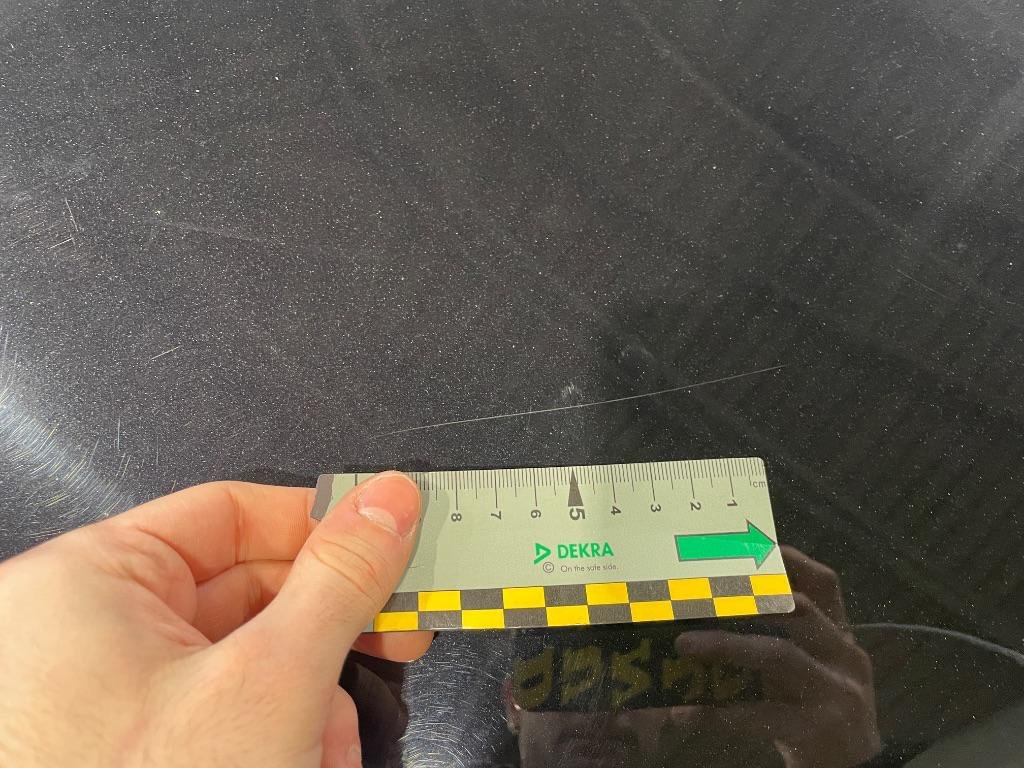 8 7 6 5 4 3 2 1 cm
DEKRA
© On the safe side.